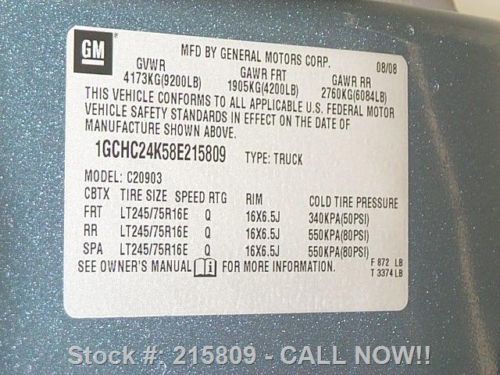 GM
MFD BY GENERAL MOTORS CORP. 08/08
GVWR GAWR FRT GAWR RR
4173KG(9200LB) 1905KG(4200LB) 2760KG(6084LB)
THIS VEHICLE CONFORMS TO ALL APPLICABLE U.S. FEDERAL MOTOR
VEHICLE SAFETY STANDARDS IN EFFECT ON THE DATE OF
MANUFACTURE SHOWN ABOVE.
1GCHC24K58E215809 TYPE: TRUCK
MODEL: C20903
CBTX TIRE SIZE SPEED RTG RIM COLD TIRE PRESSURE
FRT LT245/75R16E Q 16X6.5J 340KPA(50PSI)
RR LT245/75R16E Q 16X6.5J 550KPA(80PSI)
SPA LT245/75R16E Q 16X6.5J 550KPA(80PSI)
SEE OWNER'S MANUAL FOR MORE INFORMATION.
F 872 LB
T 3374 LB
Stock #: 215809 - CALL NOW!!